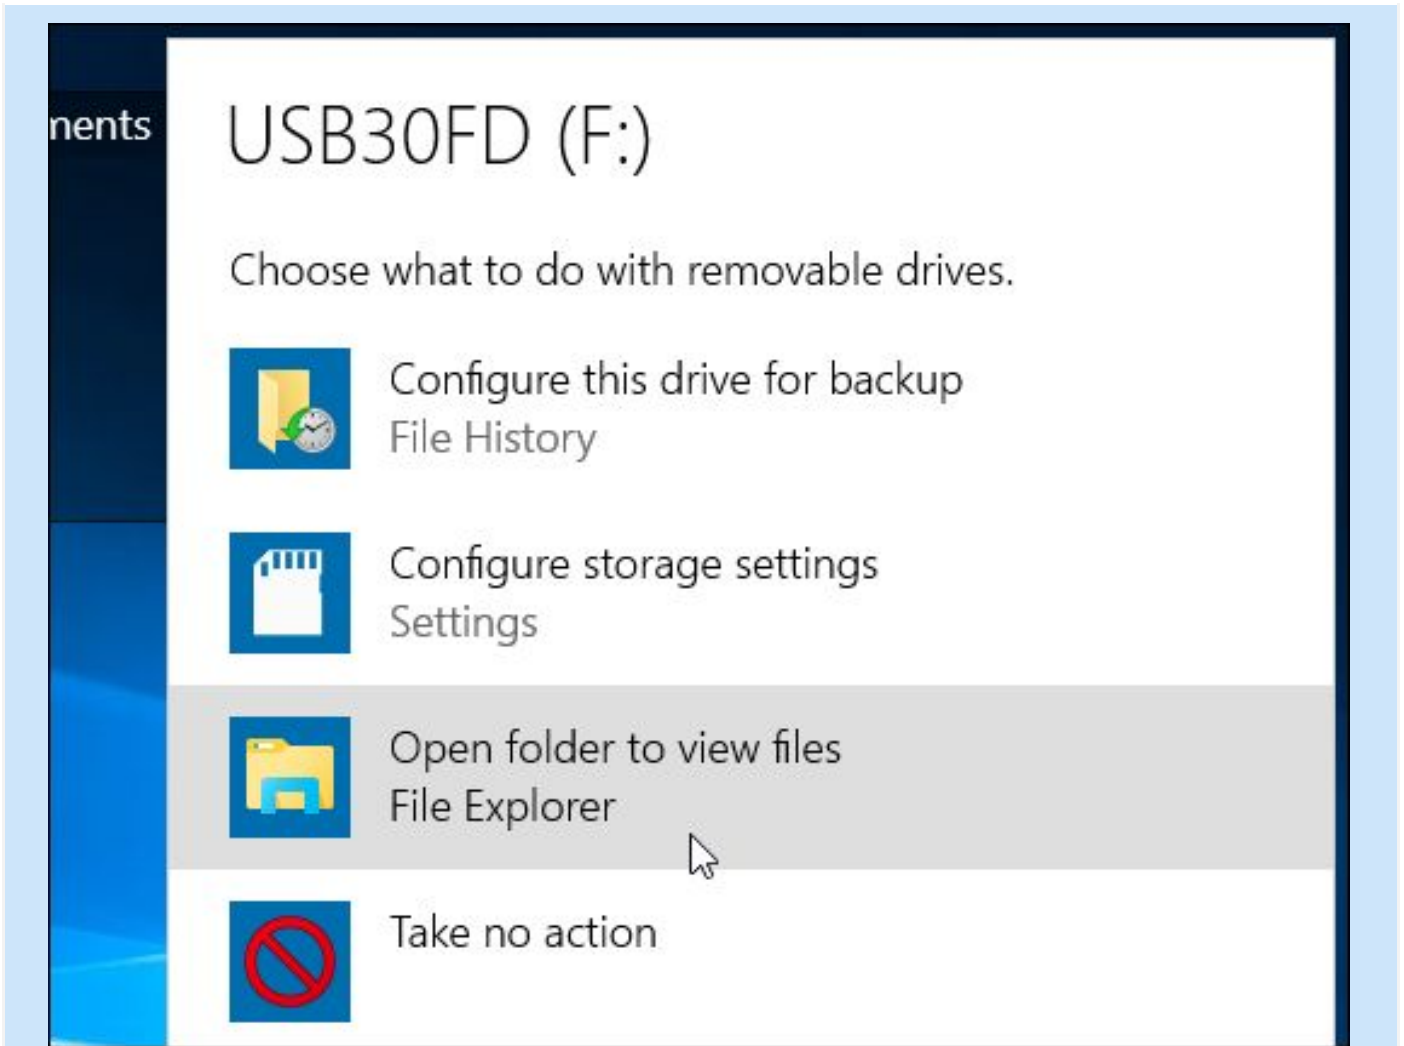 ments
USB30FD (F:)
Choose what to do with removable drives.
Configure this drive for backup
File History
Configure storage settings
Settings
Open folder to view files
File Explorer
Take no action